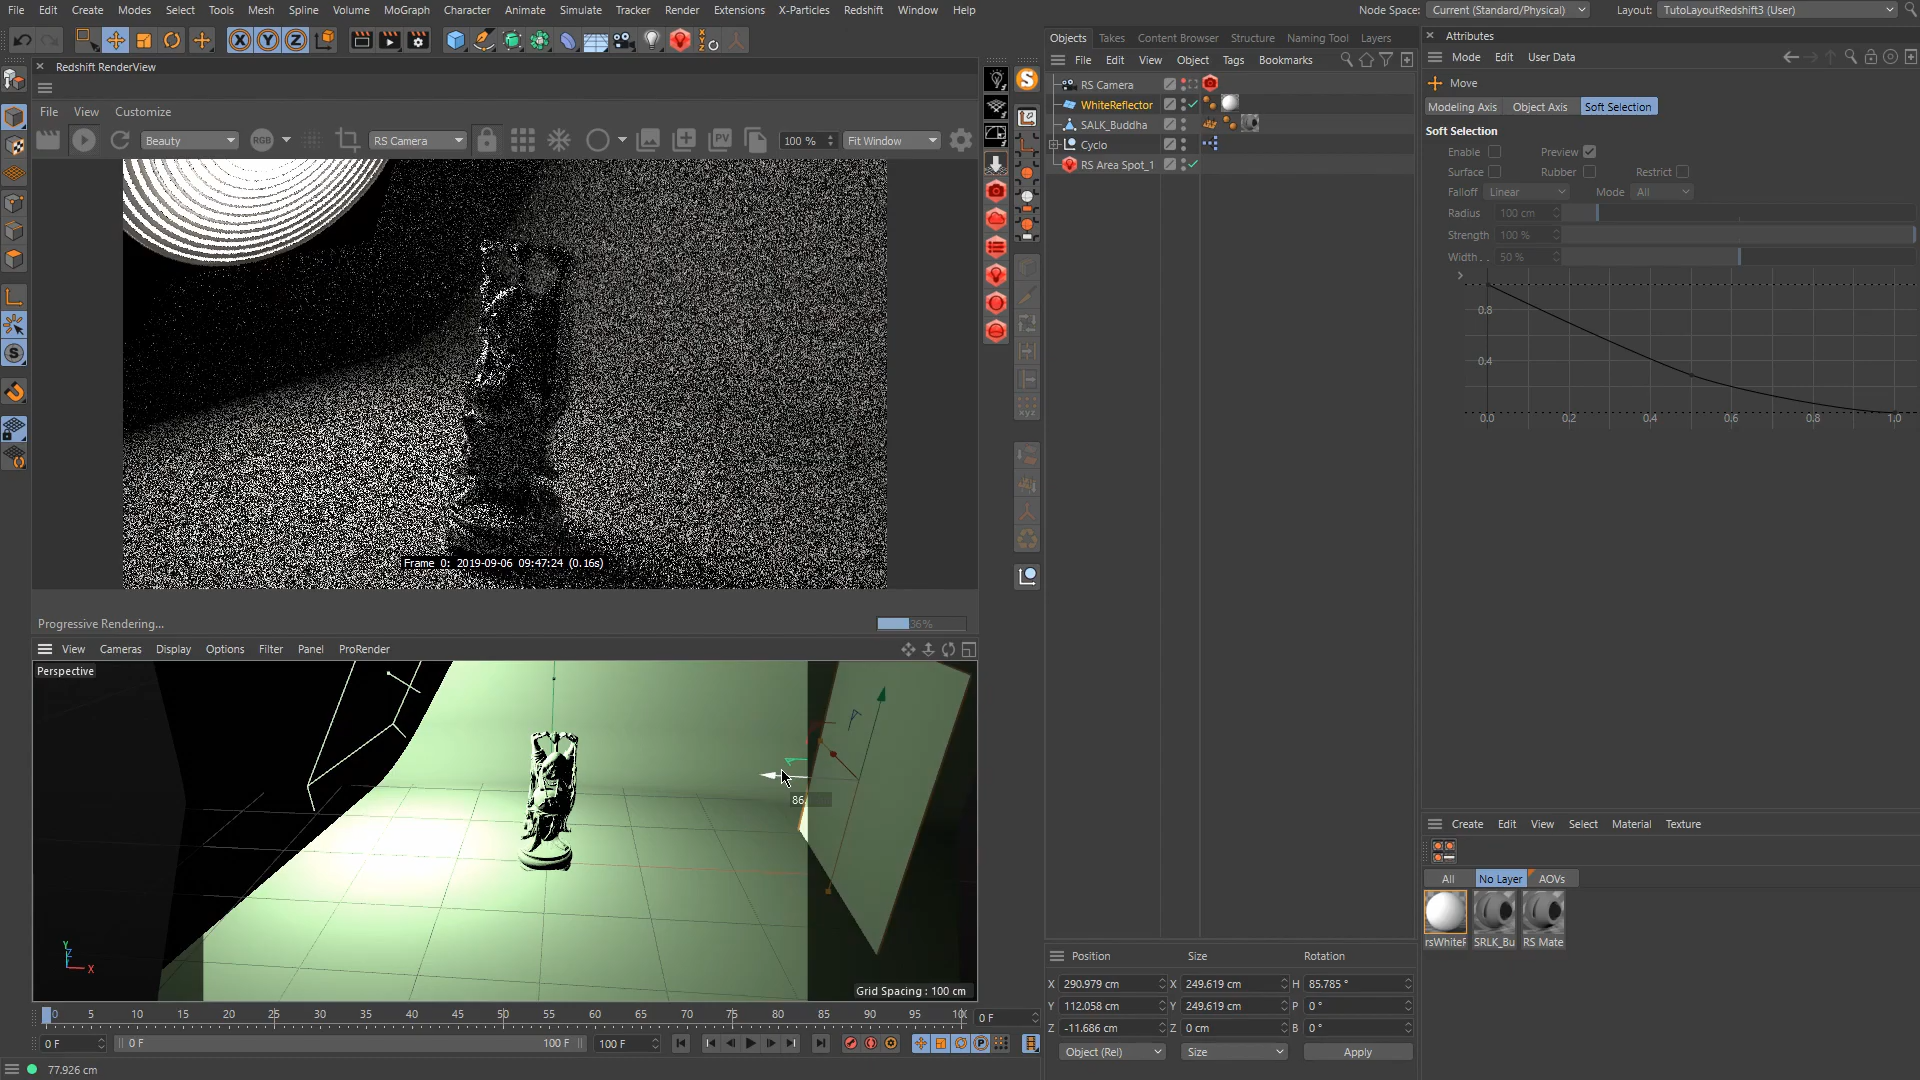 File Edit Create Modes Select Tools Mesh Spline Volume MoGraph Character Animate Simulate Tracker Render Extensions X-Particles Redshift Window Help Node Space: Current (Standard/Physical) Layout: TutoLayoutRedshift3 (User)
Redshift RenderView
File View Customize
Beauty RGB RS Camera PV 100 % Fit Window
Frame 0: 2019-09-06 09:47:24 (0.16s)
Progressive Rendering... 36%
View Cameras Display Options Filter Panel ProRender
Perspective
86.
Y
Z
X
Grid Spacing : 100 cm
0 5 10 15 20 25 30 35 40 45 50 55 60 65 70 75 80 85 90 95 0 F
0 F 0 F 100 F 100 F
77.926 cm
Objects Takes Content Browser Structure Naming Tool Layers
File Edit View Object Tags Bookmarks
RS Camera
WhiteReflector
SALK_Buddha
Cyclo
RS Area Spot_1
Position Size Rotation
X 290.979 cm X 249.619 cm H 85.785 °
Y 112.058 cm Y 249.619 cm P 0 °
Z -11.686 cm Z 0 cm B 0 °
Object (Rel) Size Apply
Attributes
Mode Edit User Data
Move
Modeling Axis Object Axis Soft Selection
Soft Selection
Enable Preview
Surface Rubber Restrict
Falloff Linear Mode All
Radius 100 cm
Strength 100 %
Width . . 50 %
0.8
0.4
0.0 0.2 0.4 0.6 0.8 1.0
Create Edit View Select Material Texture
All No Layer AOVs
rsWhiteF SRLK_Bu RS Mate